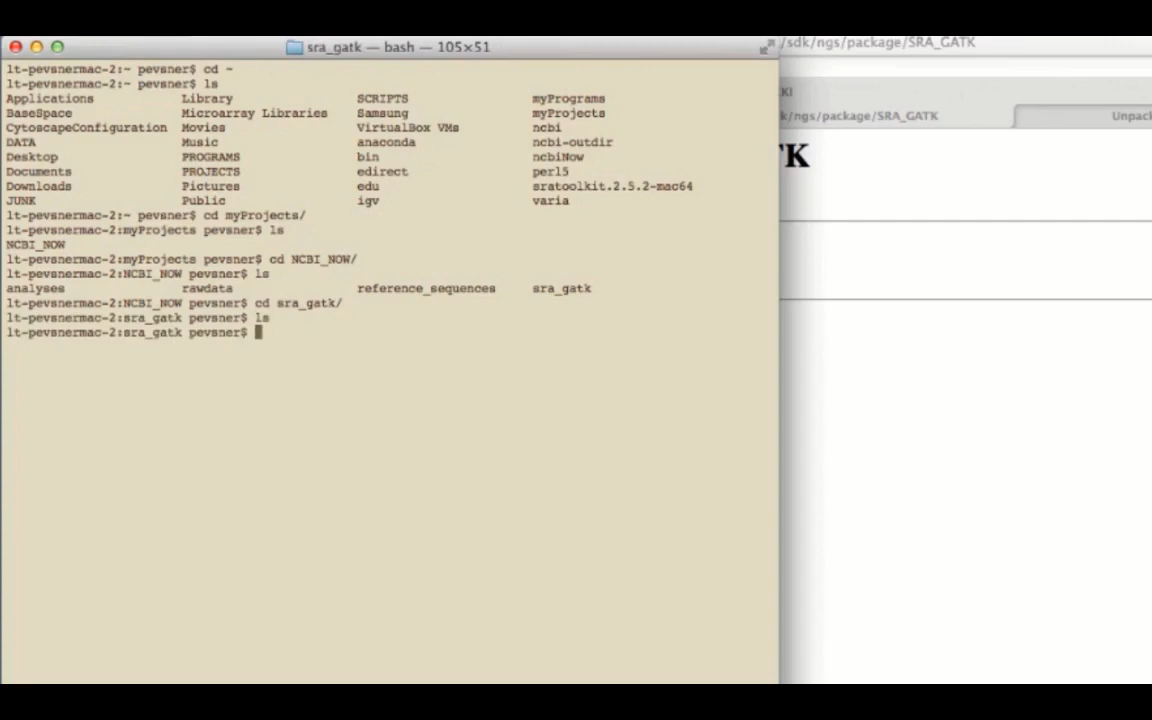 sra_gatk — bash — 105×51
/sdk/ngs/package/SRA_GATK
lt-pevsnermac-2:~ pevsner$ cd ~
lt-pevsnermac-2:~ pevsner$ ls
Applications Library SCRIPTS myPrograms
BaseSpace Microarray Libraries Samsung myProjects
CytoscapeConfiguration Movies VirtualBox VMs ncbi
DATA Music anaconda ncbi-outdir
Desktop PROGRAMS bin ncbiNow
Documents PROJECTS edirect perl5
Downloads Pictures edu sratoolkit.2.5.2-mac64
JUNK Public igv varia
lt-pevsnermac-2:~ pevsner$ cd myProjects/
lt-pevsnermac-2:myProjects pevsner$ ls
NCBI_NOW
lt-pevsnermac-2:myProjects pevsner$ cd NCBI_NOW/
lt-pevsnermac-2:NCBI_NOW pevsner$ ls
analyses rawdata reference_sequences sra_gatk
lt-pevsnermac-2:NCBI_NOW pevsner$ cd sra_gatk/
lt-pevsnermac-2:sra_gatk pevsner$ ls
lt-pevsnermac-2:sra_gatk pevsner$
KI
k/ngs/package/SRA_GATK
Unpack
TK